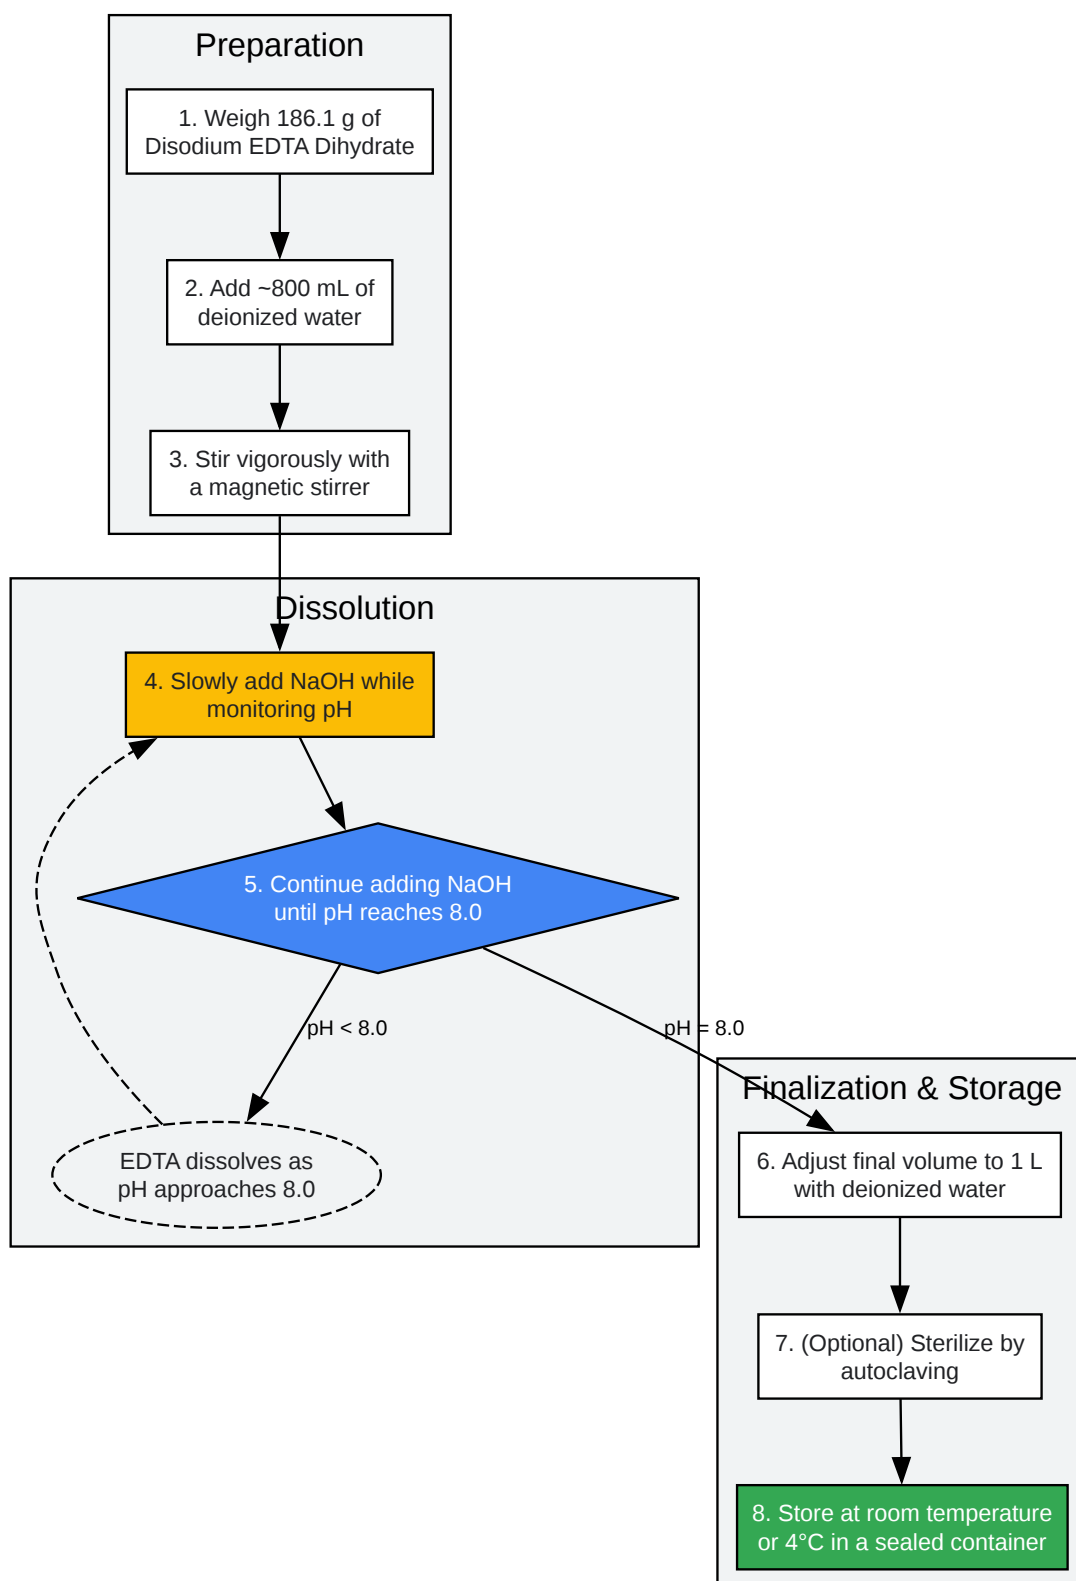 Preparation
1. Weigh 186.1 g of
Disodium EDTA Dihydrate
2. Add ~800 mL of
deionized water
3. Stir vigorously with
a magnetic stirrer
Dissolution
4. Slowly add NaOH while
monitoring pH
5. Continue adding NaOH
until pH reaches 8.0
pH < 8.0
pH = 8.0
EDTA dissolves as
pH approaches 8.0
Finalization & Storage
6. Adjust final volume to 1 L
with deionized water
7. (Optional) Sterilize by
autoclaving
8. Store at room temperature
or 4°C in a sealed container